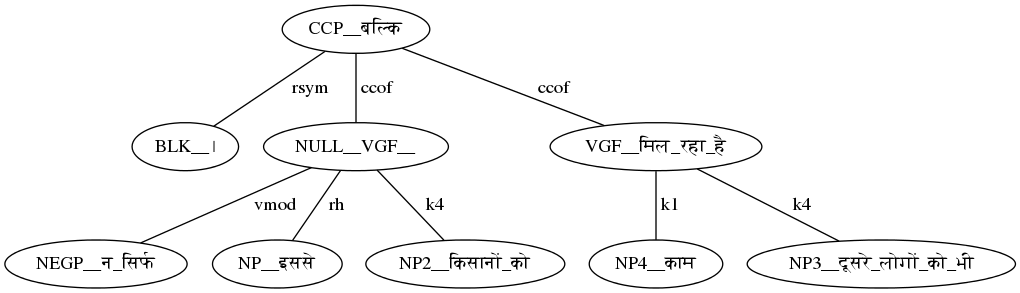 CCP__बल्कि
rsym ccof ccof
BLK__। NULL__VGF__ VGF__मिल_रहा_है
vmod rh k4 k1 k4
NEGP__न_सिर्फ NP__इससे NP2__किसानों_को NP4__काम NP3__दूसरे_लोगों_को_भी